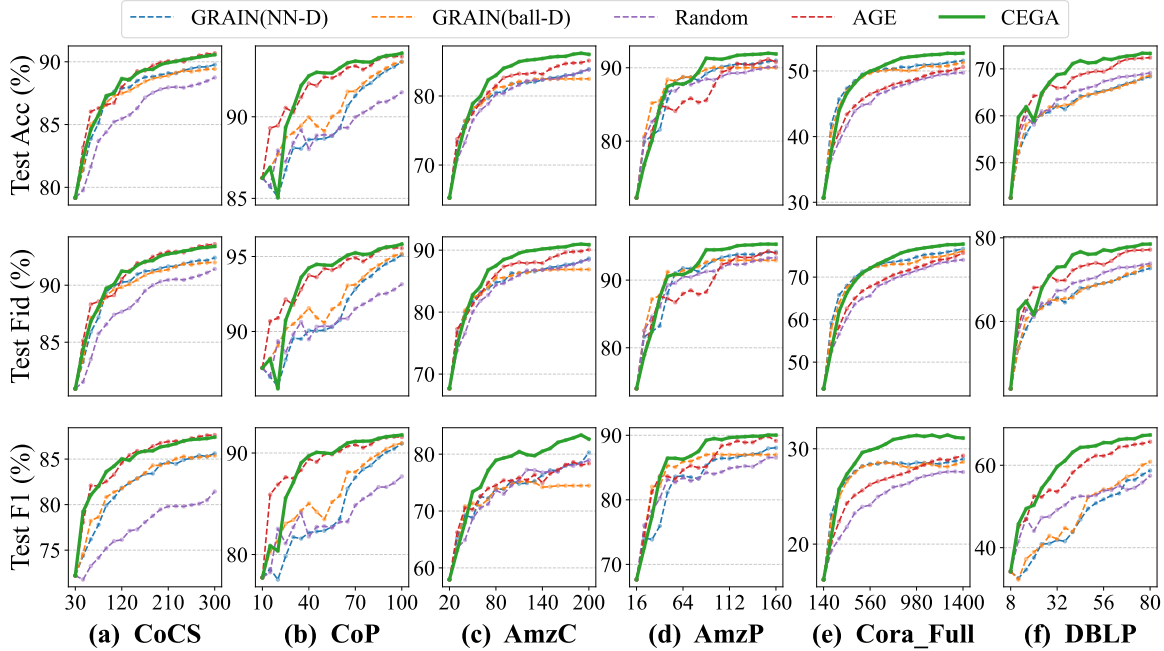 GRAIN(NN-D) GRAIN(ball-D) Random AGE CEGA
Test Acc (%)
90
85
80
90
85
80
70
90
80
50
40
30
70
60
50
Test Fid (%)
90
85
95
90
90
80
70
90
80
70
60
50
80
60
Test F1 (%)
85
80
75
90
80
80
70
60
90
80
70
30
20
60
40
30 120 210 300
10 40 70 100
20 80 140 200
16 64 112 160
140 560 980 1400
8 32 56 80
(a) CoCS
(b) CoP
(c) AmzC
(d) AmzP
(e) Cora_Full
(f) DBLP